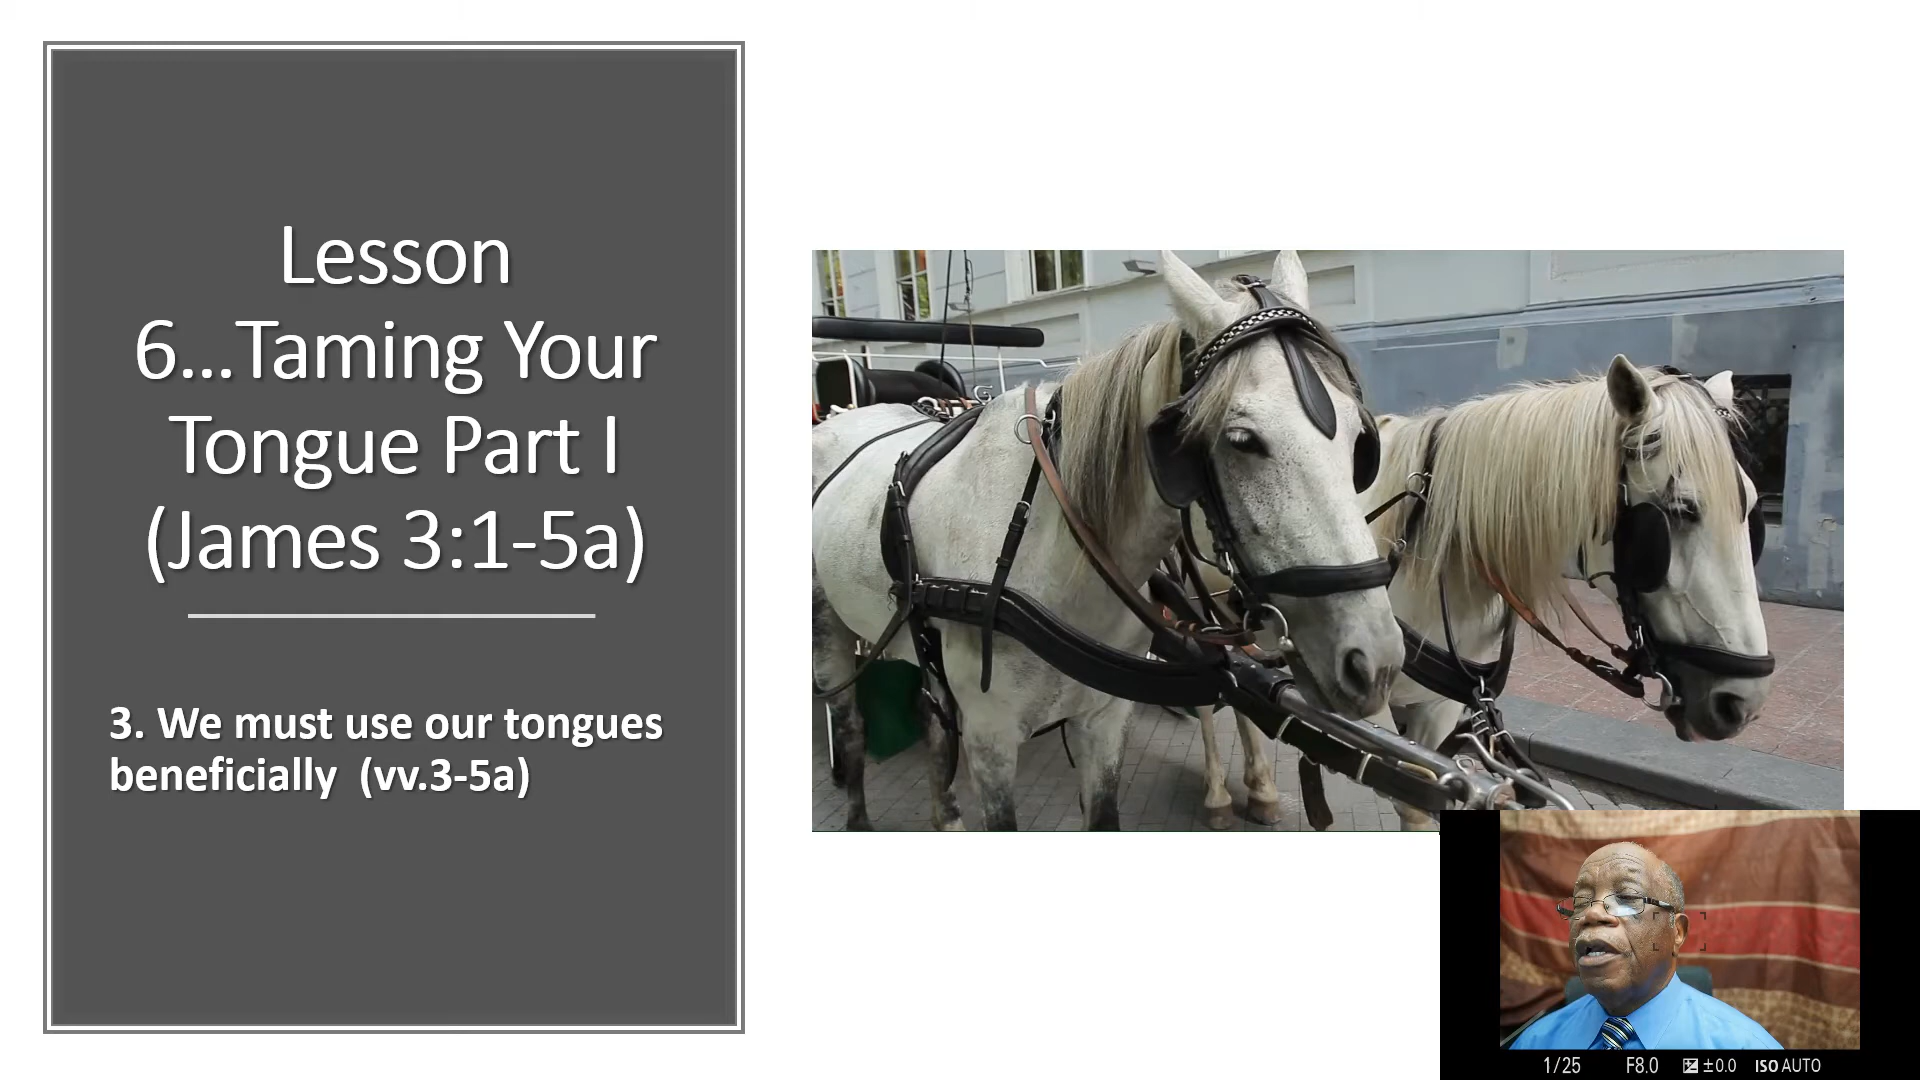 Lesson
6...Taming Your
Tongue Part I
(James 3:1-5a)
3. We must use our tongues
beneficially (vv.3-5a)
1/25 F8.0 ±0.0 ISO AUTO